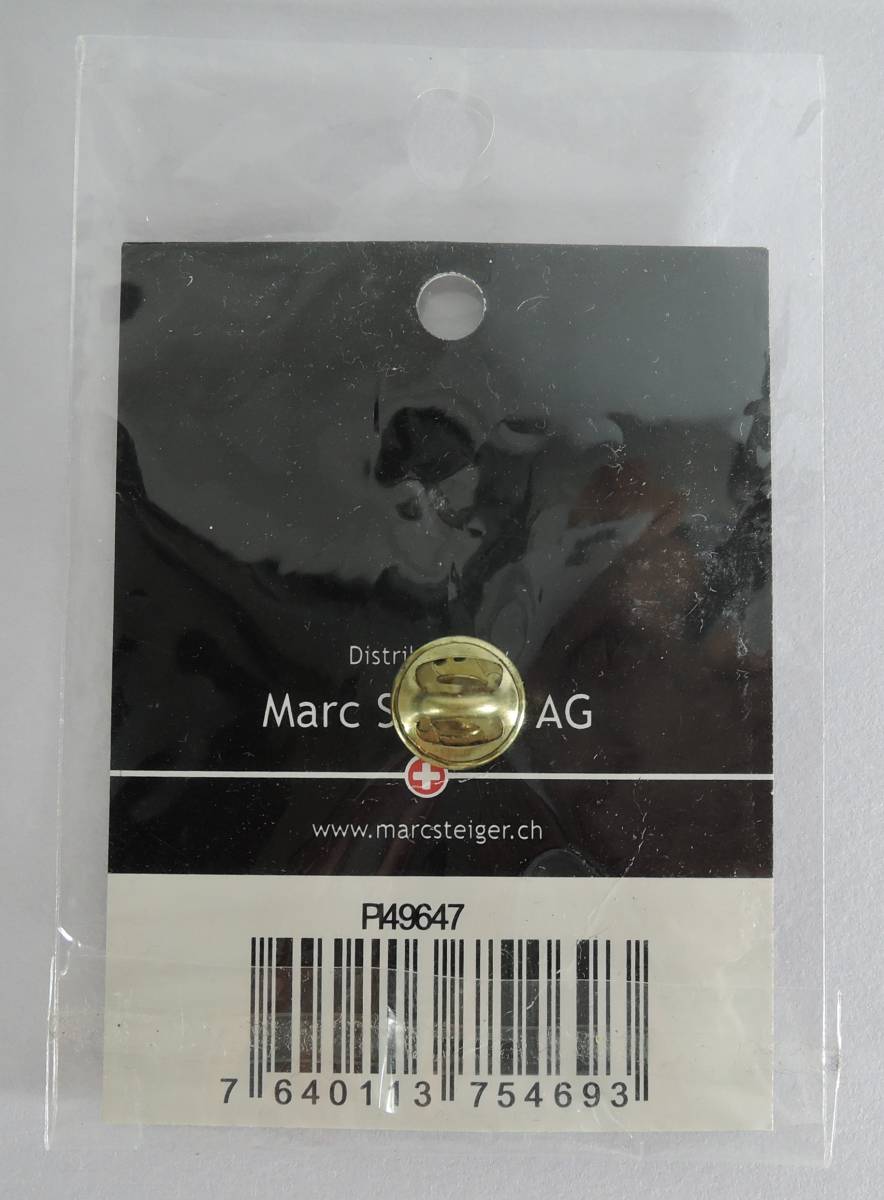 Marc AG
www.marcsteiger.ch
PI49647
7 640113 754693